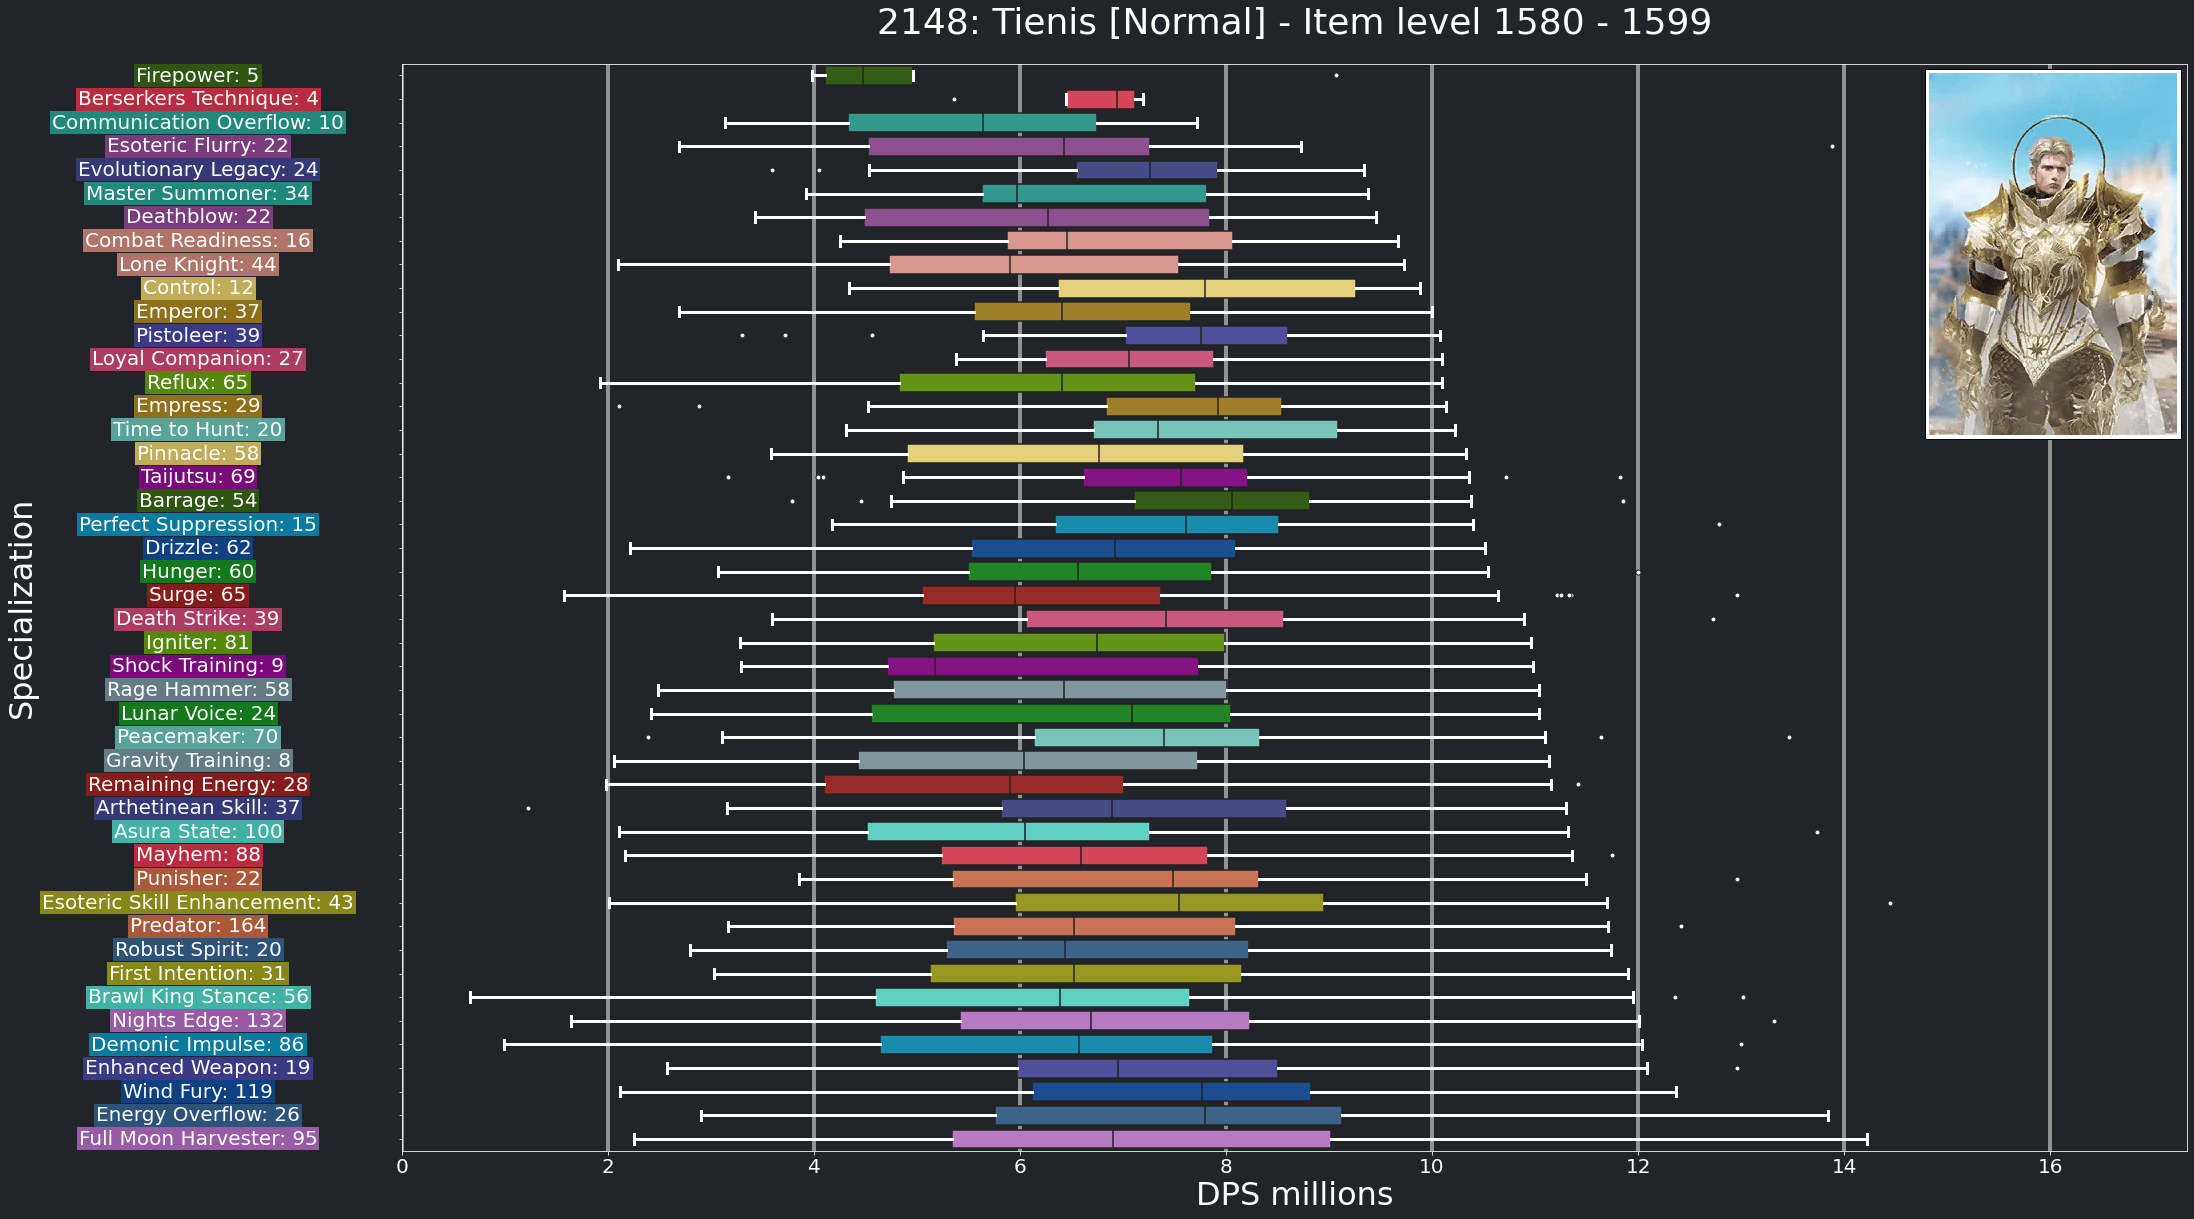 2148: Tienis [Normal] - Item level 1580 - 1599
Specialization
Firepower: 5
Berserkers Technique: 4
Communication Overflow: 10
Esoteric Flurry: 22
Evolutionary Legacy: 24
Master Summoner: 34
Deathblow: 22
Combat Readiness: 16
Lone Knight: 44
Control: 12
Emperor: 37
Pistoleer: 39
Loyal Companion: 27
Reflux: 65
Empress: 29
Time to Hunt: 20
Pinnacle: 58
Taijutsu: 69
Barrage: 54
Perfect Suppression: 15
Drizzle: 62
Hunger: 60
Surge: 65
Death Strike: 39
Igniter: 81
Shock Training: 9
Rage Hammer: 58
Lunar Voice: 24
Peacemaker: 70
Gravity Training: 8
Remaining Energy: 28
Arthetinean Skill: 37
Asura State: 100
Mayhem: 88
Punisher: 22
Esoteric Skill Enhancement: 43
Predator: 164
Robust Spirit: 20
First Intention: 31
Brawl King Stance: 56
Nights Edge: 132
Demonic Impulse: 86
Enhanced Weapon: 19
Wind Fury: 119
Energy Overflow: 26
Full Moon Harvester: 95
0 2 4 6 8 10 12 14 16
DPS millions